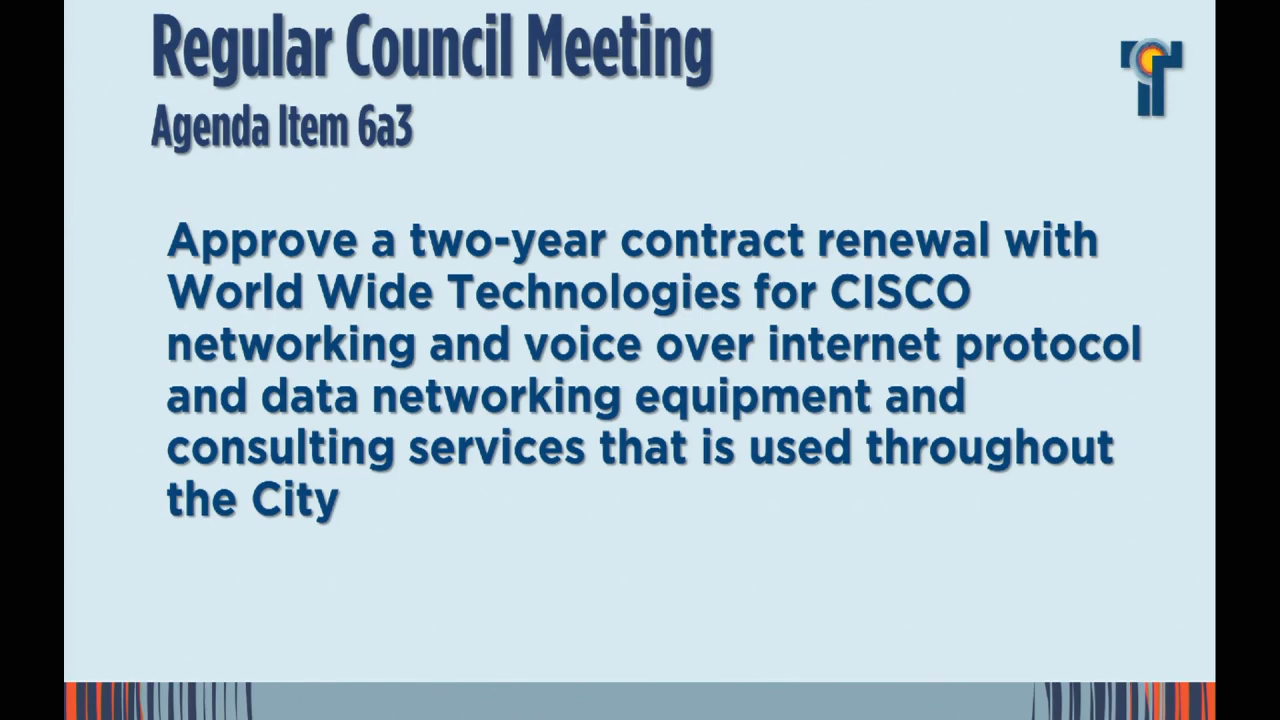 Regular Council Meeting
Agenda Item 6a3
Approve a two-year contract renewal with
World Wide Technologies for CISCO
networking and voice over internet protocol
and data networking equipment and
consulting services that is used throughout
the City